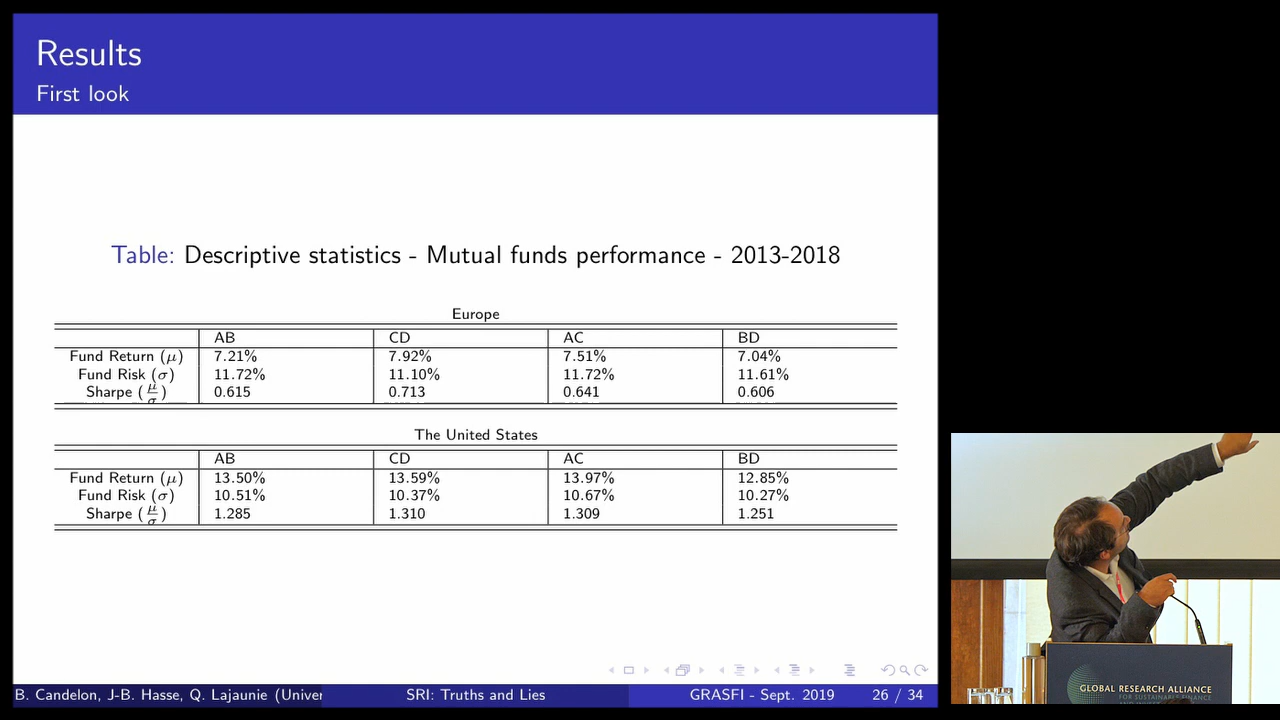 Results
First look
Table: Descriptive statistics - Mutual funds performance - 2013-2018
Europe
AB CD AC BD
Fund Return (μ) 7.21% 7.92% 7.51% 7.04%
Fund Risk (σ) 11.72% 11.10% 11.72% 11.61%
Sharpe (μ/σ) 0.615 0.713 0.641 0.606
The United States
AB CD AC BD
Fund Return (μ) 13.50% 13.59% 13.97% 12.85%
Fund Risk (σ) 10.51% 10.37% 10.67% 10.27%
Sharpe (μ/σ) 1.285 1.310 1.309 1.251
B. Candelon, J-B. Hasse, Q. Lajaunie (Univer SRI: Truths and Lies GRASFI - Sept. 2019 26 / 34
GLOBAL RESEARCH ALLIANCE
FOR SUSTAINABLE FINANCE